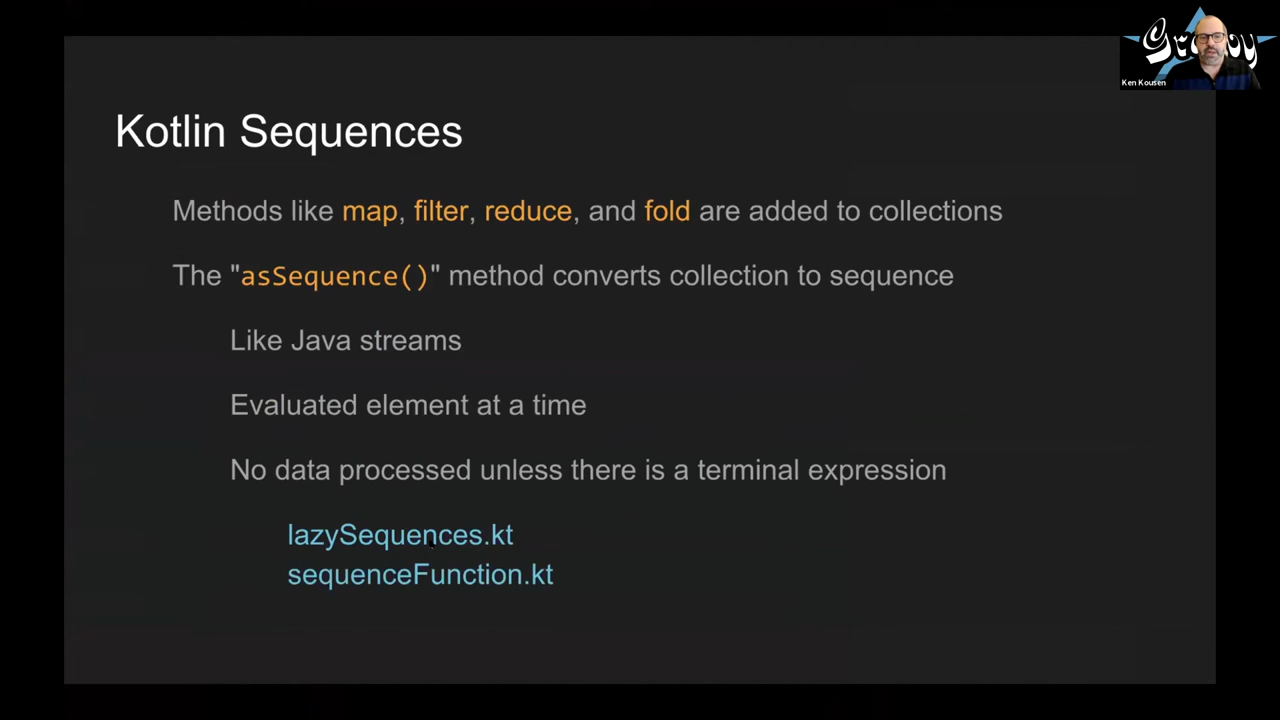 Groovy
Ken Kousen
Kotlin Sequences
Methods like map, filter, reduce, and fold are added to collections
The "asSequence()" method converts collection to sequence
Like Java streams
Evaluated element at a time
No data processed unless there is a terminal expression
lazySequences.kt
sequenceFunction.kt